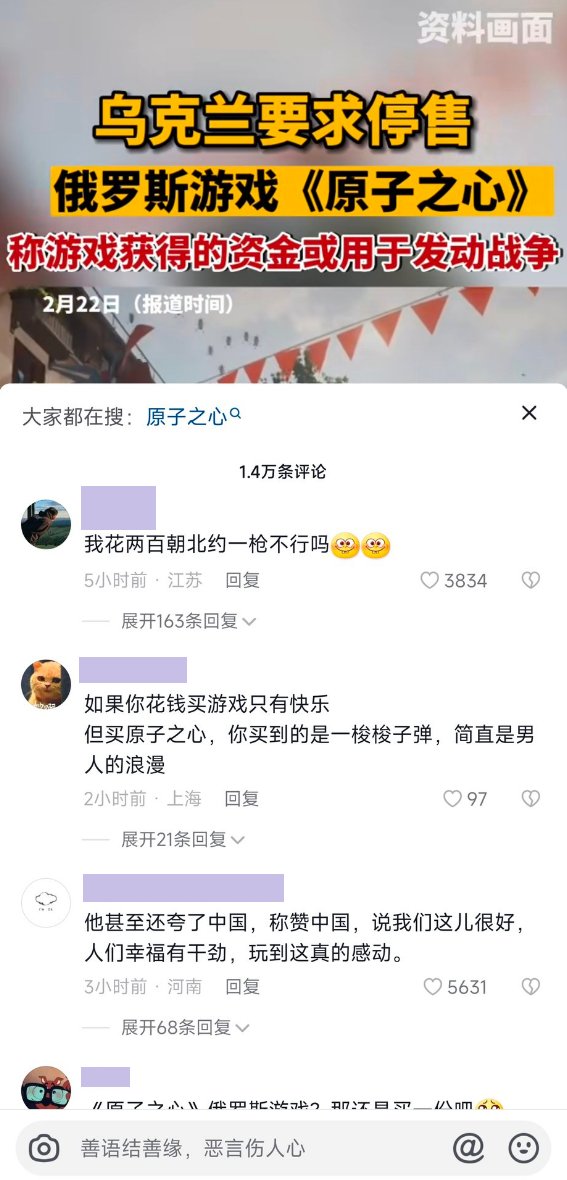 资料画面
乌克兰要求停售
俄罗斯游戏《原子之心》
称游戏获得的资金或用于发动战争
2月22日（报道时间）
大家都在搜：原子之心
1.4万条评论
我花两百朝北约一枪不行吗
5小时前 · 江苏 回复 3834
展开163条回复
如果你花钱买游戏只有快乐
但买原子之心，你买到的是一梭梭子弹，简直是男
人的浪漫
2小时前 · 上海 回复 97
展开21条回复
他甚至还夸了中国，称赞中国，说我们这儿很好，
人们幸福有干劲，玩到这真的感动。
3小时前 · 河南 回复 5631
展开68条回复
《原子之心》俄罗斯游戏？那还是买一份吧
善语结善缘，恶言伤人心